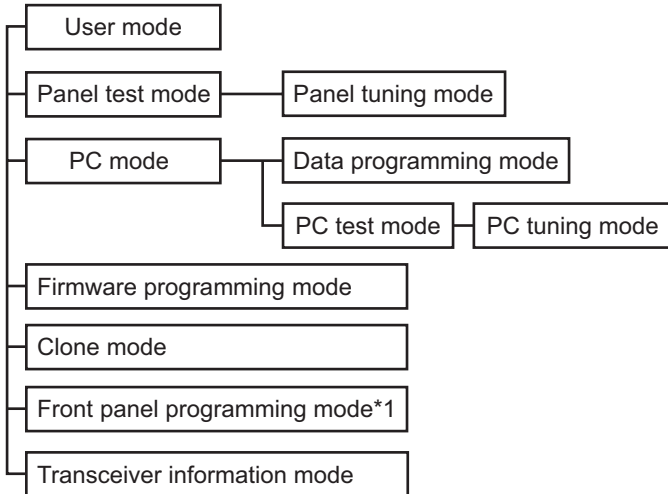 User mode
Panel test mode
Panel tuning mode
PC mode
Data programming mode
PC test mode
PC tuning mode
Firmware programming mode
Clone mode
Front panel programming mode*1
Transceiver information mode